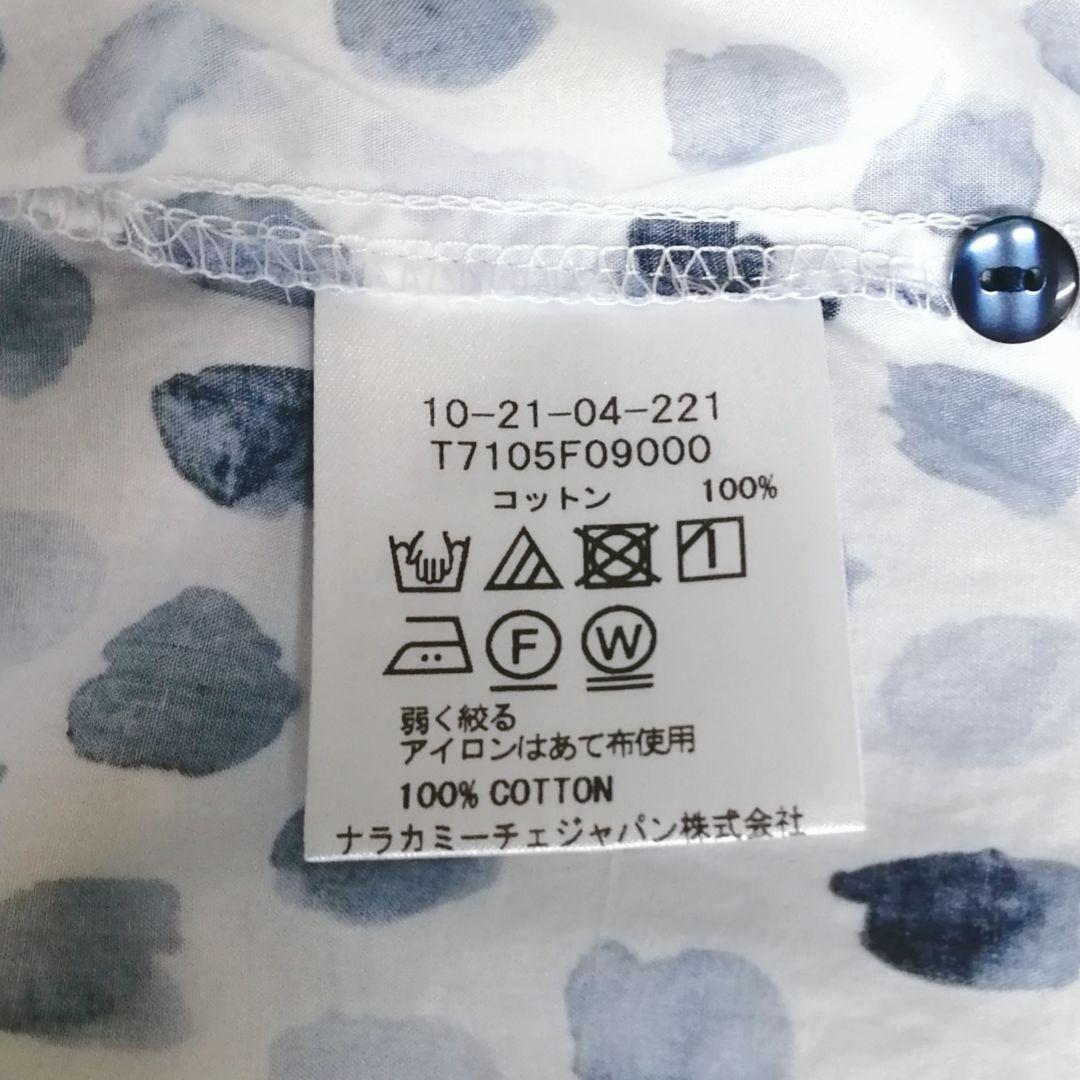 10-21-04-221
T7105F09000
コットン 100%
F W
弱く絞る
アイロンはあて布使用
100% COTTON
ナラカミーチェジャパン株式会社